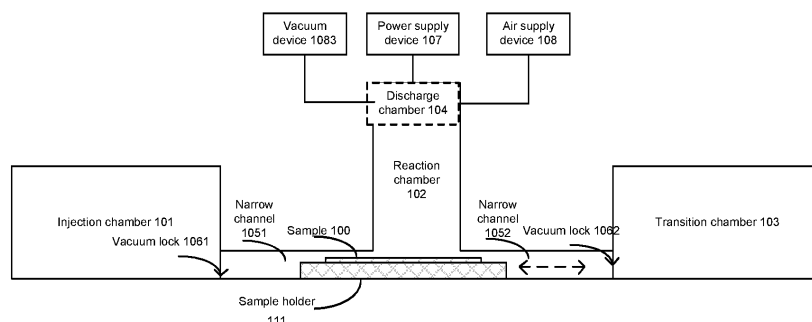 Vacuum
device 1083
Power supply
device 107
Air supply
device 108
Discharge
chamber 104
Reaction
chamber
102
Injection chamber 101
Narrow
channel
1051
Sample 100
Vacuum lock 1061
Narrow
channel
1052
Vacuum lock 1062
Transition chamber 103
Sample holder
111